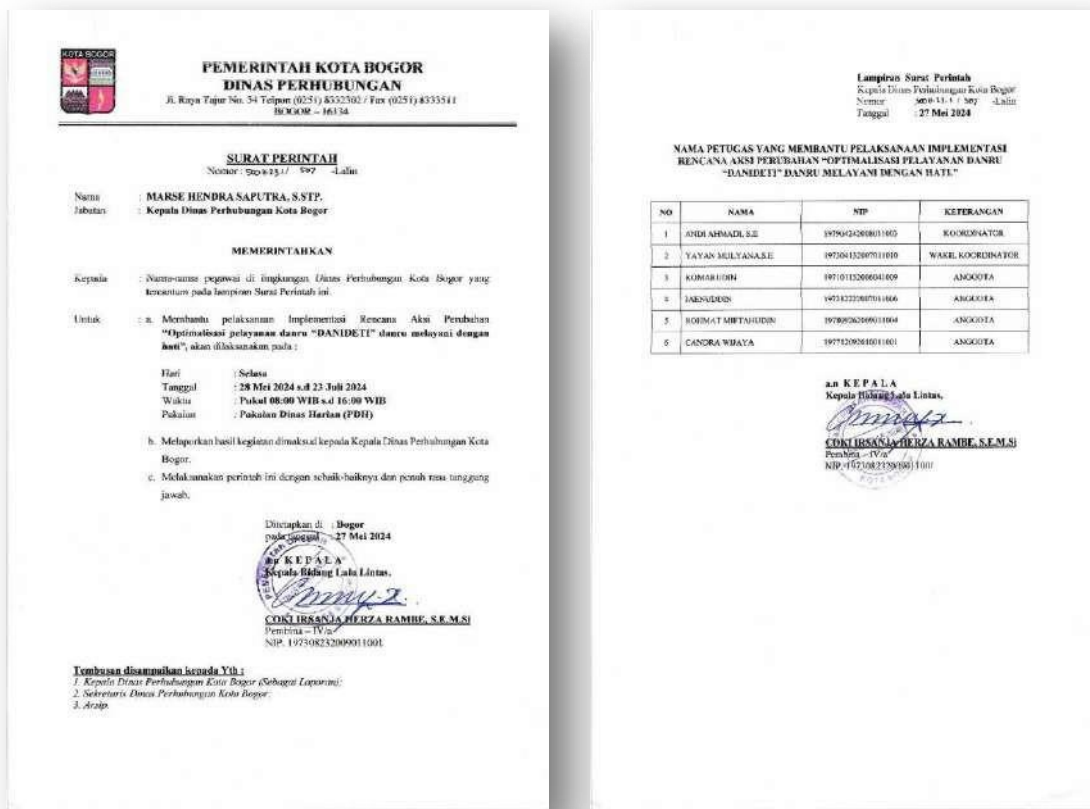 KOTA BOGOR
PEMERINTAH KOTA BOGOR
DINAS PERHUBUNGAN
Jl. Raya Tajur No. 54 Telpon (0251) 8332302 / Fax (0251) 8333511
BOGOR – 16134
SURAT PERINTAH
Nomor : / 507 -Lalin
Nama : MARSE HENDRA SAPUTRA, S.STP.
Jabatan : Kepala Dinas Perhubungan Kota Bogor
MEMERINTAHKAN
Kepada : Nama-nama pegawai di lingkungan Dinas Perhubungan Kota Bogor yang
tercantum pada lampiran Surat Perintah ini.
Untuk : a. Membantu pelaksanaan Implementasi Rencana Aksi Perubahan
"Optimalisasi pelayanan danru "DANIDETI" danru melayani dengan
hati", akan dilaksanakan pada :
Hari : Selasa
Tanggal : 28 Mei 2024 s.d 23 Juli 2024
Waktu : Pukul 08:00 WIB s.d 16:00 WIB
Pakaian : Pakaian Dinas Harian (PDH)
b. Melaporkan hasil kegiatan dimaksud kepada Kepala Dinas Perhubungan Kota
Bogor.
c. Melaksanakan perintah ini dengan sebaik-baiknya dan penuh rasa tanggung
jawab.
Ditetapkan di : Bogor
pada tanggal : 27 Mei 2024
a.n KEPALA
Kepala Bidang Lalu Lintas,
COKI IRSANJA HERZA RAMBE, S.E.M.Si
Pembina – IV/a
NIP. 197308232009011001
Tembusan disampaikan kepada Yth :
1. Kepala Dinas Perhubungan Kota Bogor (Sebagai Laporan);
2. Sekretaris Dinas Perhubungan Kota Bogor;
3. Arsip.
Lampiran Surat Perintah
Kepala Dinas Perhubungan Kota Bogor
Nomor / 507 -Lalin
Tanggal : 27 Mei 2024
NAMA PETUGAS YANG MEMBANTU PELAKSANAAN IMPLEMENTASI
RENCANA AKSI PERUBAHAN "OPTIMALISASI PELAYANAN DANRU
"DANIDETI" DANRU MELAYANI DENGAN HATI."
NO NAMA NIP KETERANGAN
1 ANDI AHMADI, S.E KOORDINATOR
2 YAYAN MULYANA.S.E WAKIL KOORDINATOR
3 KOMARUDIN ANGGOTA
4 JAENUDDIN ANGGOTA
5 ROHMAT MIFTAHUDIN ANGGOTA
6 CANDRA WIJAYA ANGGOTA
a.n KEPALA
Kepala Bidang Lalu Lintas,
COKI IRSANJA HERZA RAMBE, S.E.M.Si
Pembina – IV/a
NIP. 197308232009011001